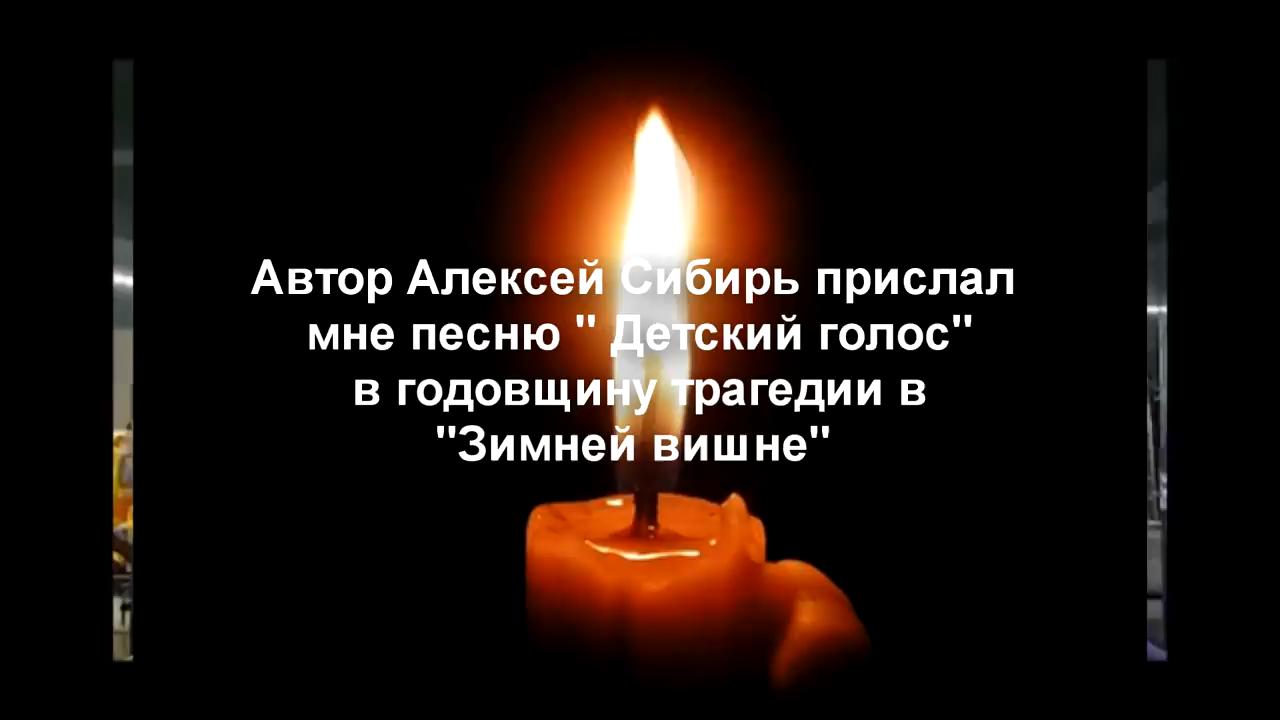 Автор Алексей Сибирь прислал
мне песню " Детский голос"
в годовщину трагедии в
"Зимней вишне"